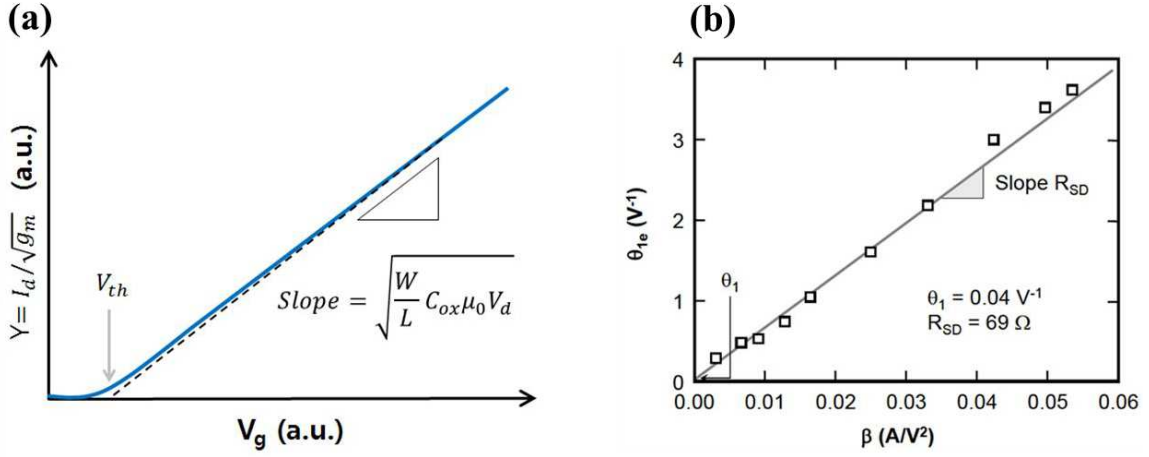 (a)
Y= I_d/√g_m (a.u.)
V_th
Slope = √(W/L C_ox μ_0 V_d)
V_g (a.u.)
(b)
θ_1e (V^-1)
4
3
2
1
0
Slope R_SD
θ_1
θ_1 = 0.04 V^-1
R_SD = 69 Ω
0.00 0.01 0.02 0.03 0.04 0.05 0.06
β (A/V^2)